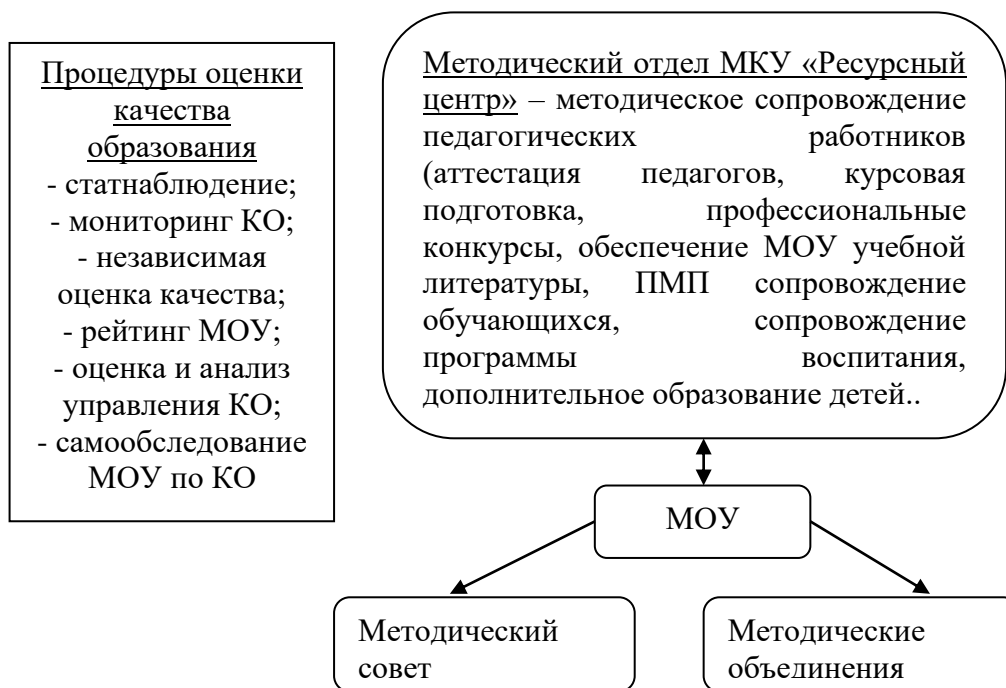 Процедуры оценки
качества
образования
- статнаблюдение;
- мониторинг КО;
- независимая
оценка качества;
- рейтинг МОУ;
- оценка и анализ
управления КО;
- самообследование
МОУ по КО
Методический отдел МКУ «Ресурсный
центр» – методическое сопровождение
педагогических работников
(аттестация педагогов, курсовая
подготовка, профессиональные
конкурсы, обеспечение МОУ учебной
литературы, ПМП сопровождение
обучающихся, сопровождение
программы воспитания,
дополнительное образование детей..
МОУ
Методический
совет
Методические
объединения